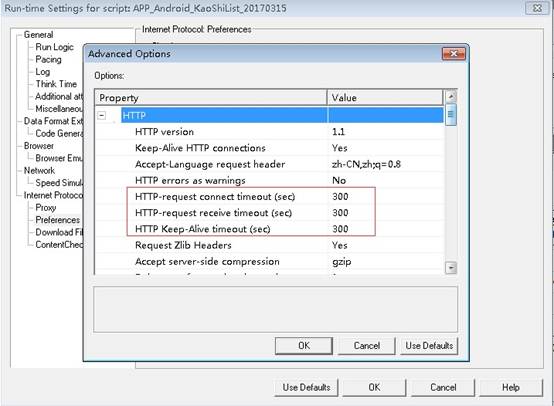 Run-time Settings for script: APP_Android_KaoShiList_20170315
General
Run Logic
Pacing
Log
Think Time
Additional att
Miscellaneou
Data Format Ext
Code Genera
Browser
Browser Emu
Network
Speed Simula
Internet Protoco
Proxy
Preferences
Download Fil
ContentChec
Internet Protocol: Preferences
Advanced Options
Options:
Property Value
HTTP
HTTP version 1.1
Keep-Alive HTTP connections Yes
Accept-Language request header zh-CN,zh;q=0.8
HTTP errors as warnings No
HTTP-request connect timeout (sec) 300
HTTP-request receive timeout (sec) 300
HTTP Keep-Alive timeout (sec) 300
Request Zlib Headers Yes
Accept server-side compression gzip
OK Cancel Use Defaults
Use Defaults OK Cancel Help